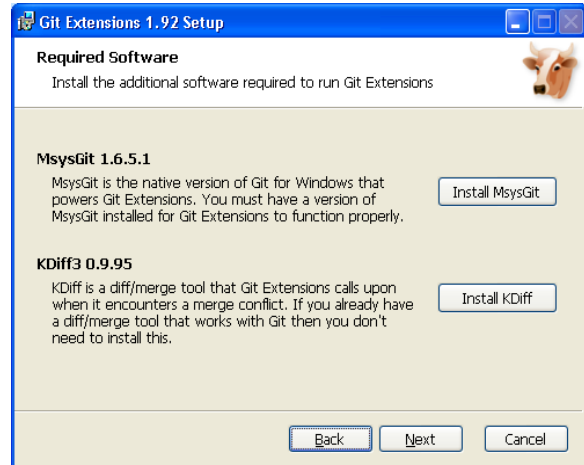 Git Extensions 1.92 Setup
Required Software
Install the additional software required to run Git Extensions
MsysGit 1.6.5.1
MsysGit is the native version of Git for Windows that
powers Git Extensions. You must have a version of
MsysGit installed for Git Extensions to function properly.
Install MsysGit
KDiff3 0.9.95
KDiff is a diff/merge tool that Git Extensions calls upon
when it encounters a merge conflict. If you already have
a diff/merge tool that works with Git then you don't
need to install this.
Install KDiff
Back Next Cancel